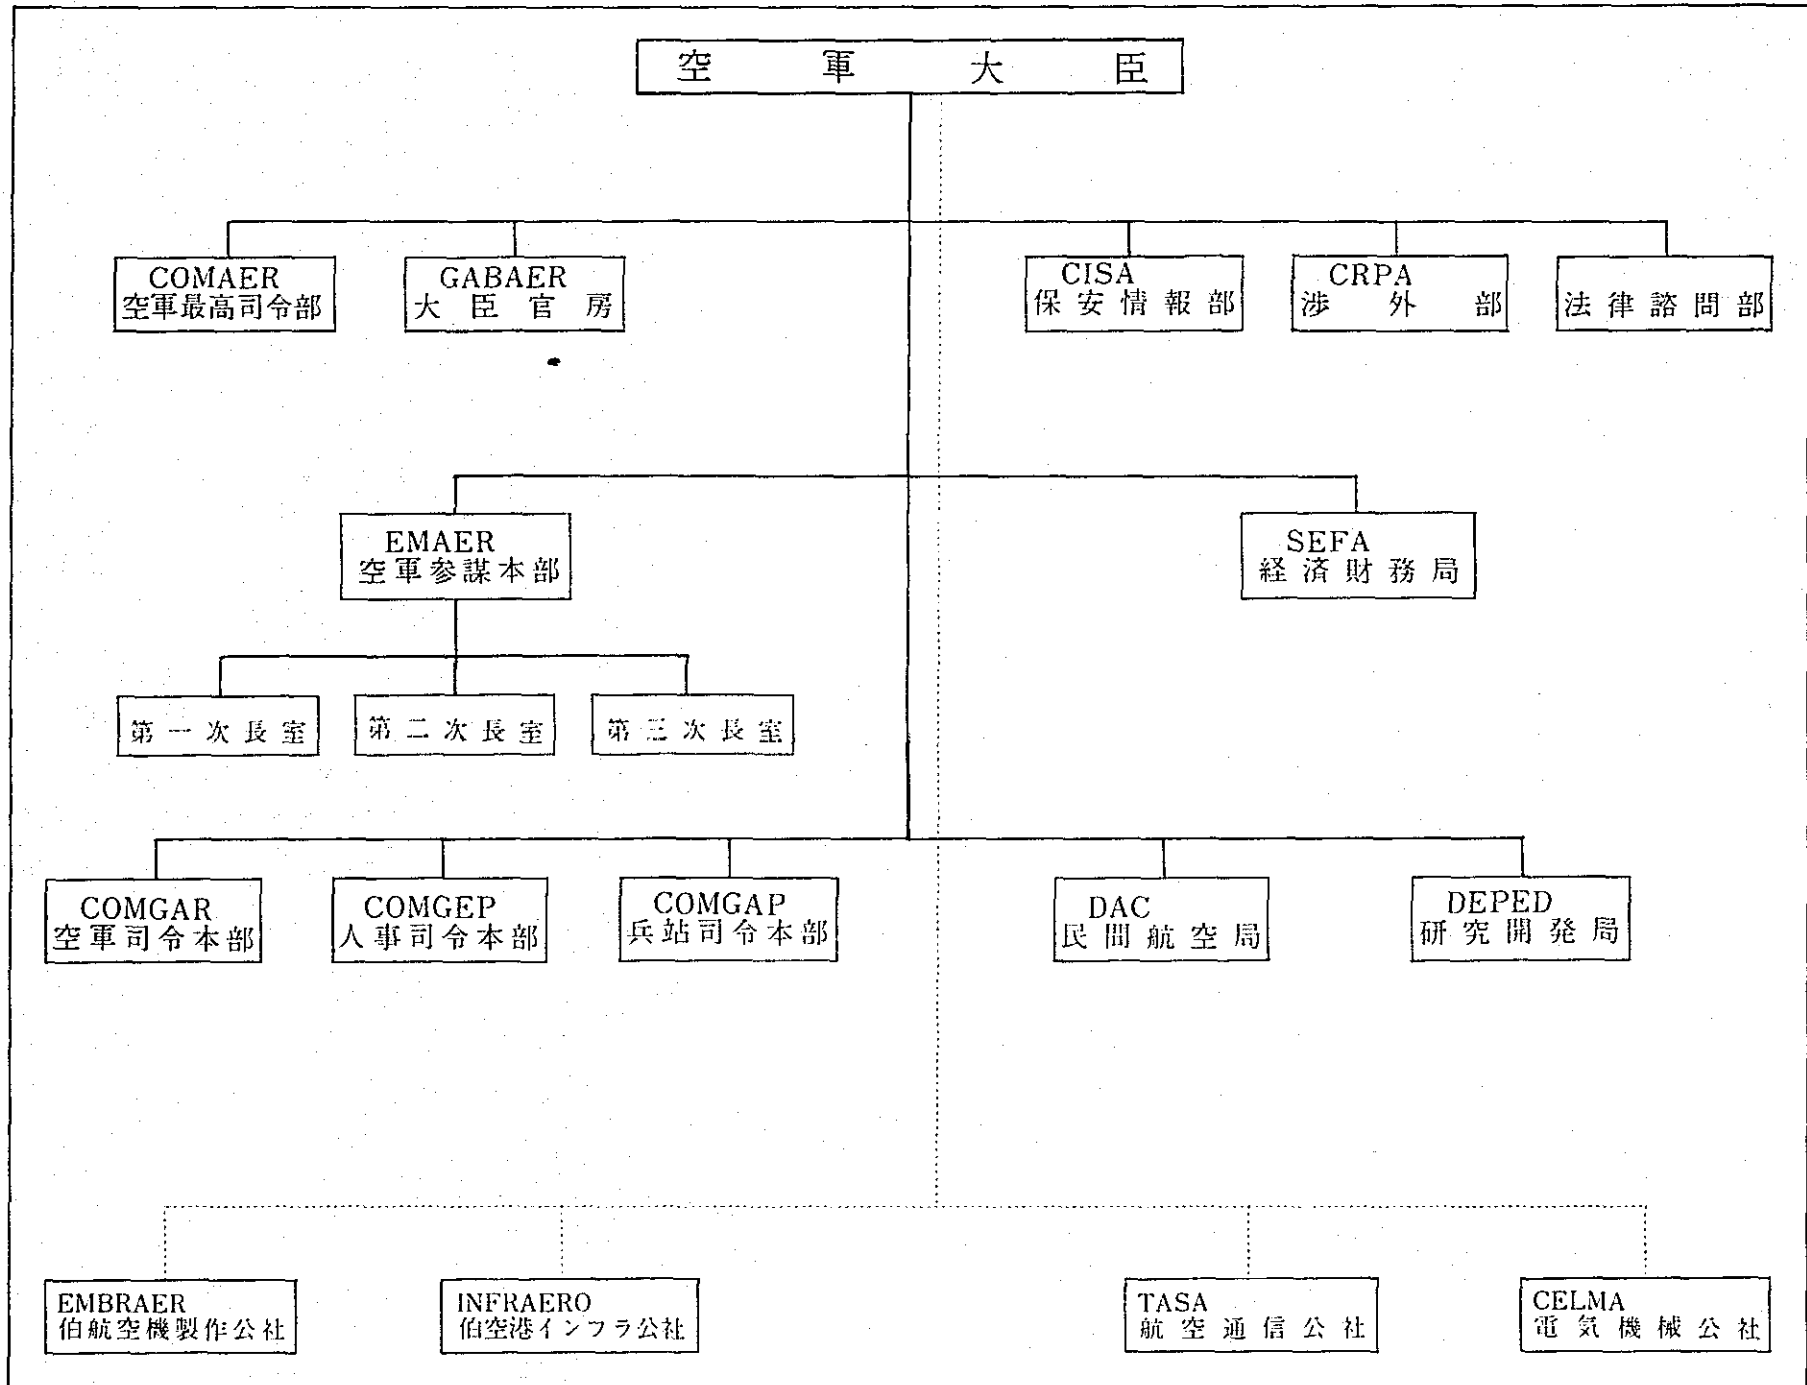 空軍大臣
COMAER
空軍最高司令部
GABAER
大臣官房
CISA
保安情報部
CRPA
渉外部
法律諮問部
EMAER
空軍参謀本部
SEFA
経済財務局
第一次長室
第二次長室
第三次長室
COMGAR
空軍司令本部
COMGEP
人事司令本部
COMGAP
兵站司令本部
DAC
民間航空局
DEPED
研究開発局
EMBRAER
伯航空機製作公社
INFRAERO
伯空港インフラ公社
TASA
航空通信公社
CELMA
電気機械公社